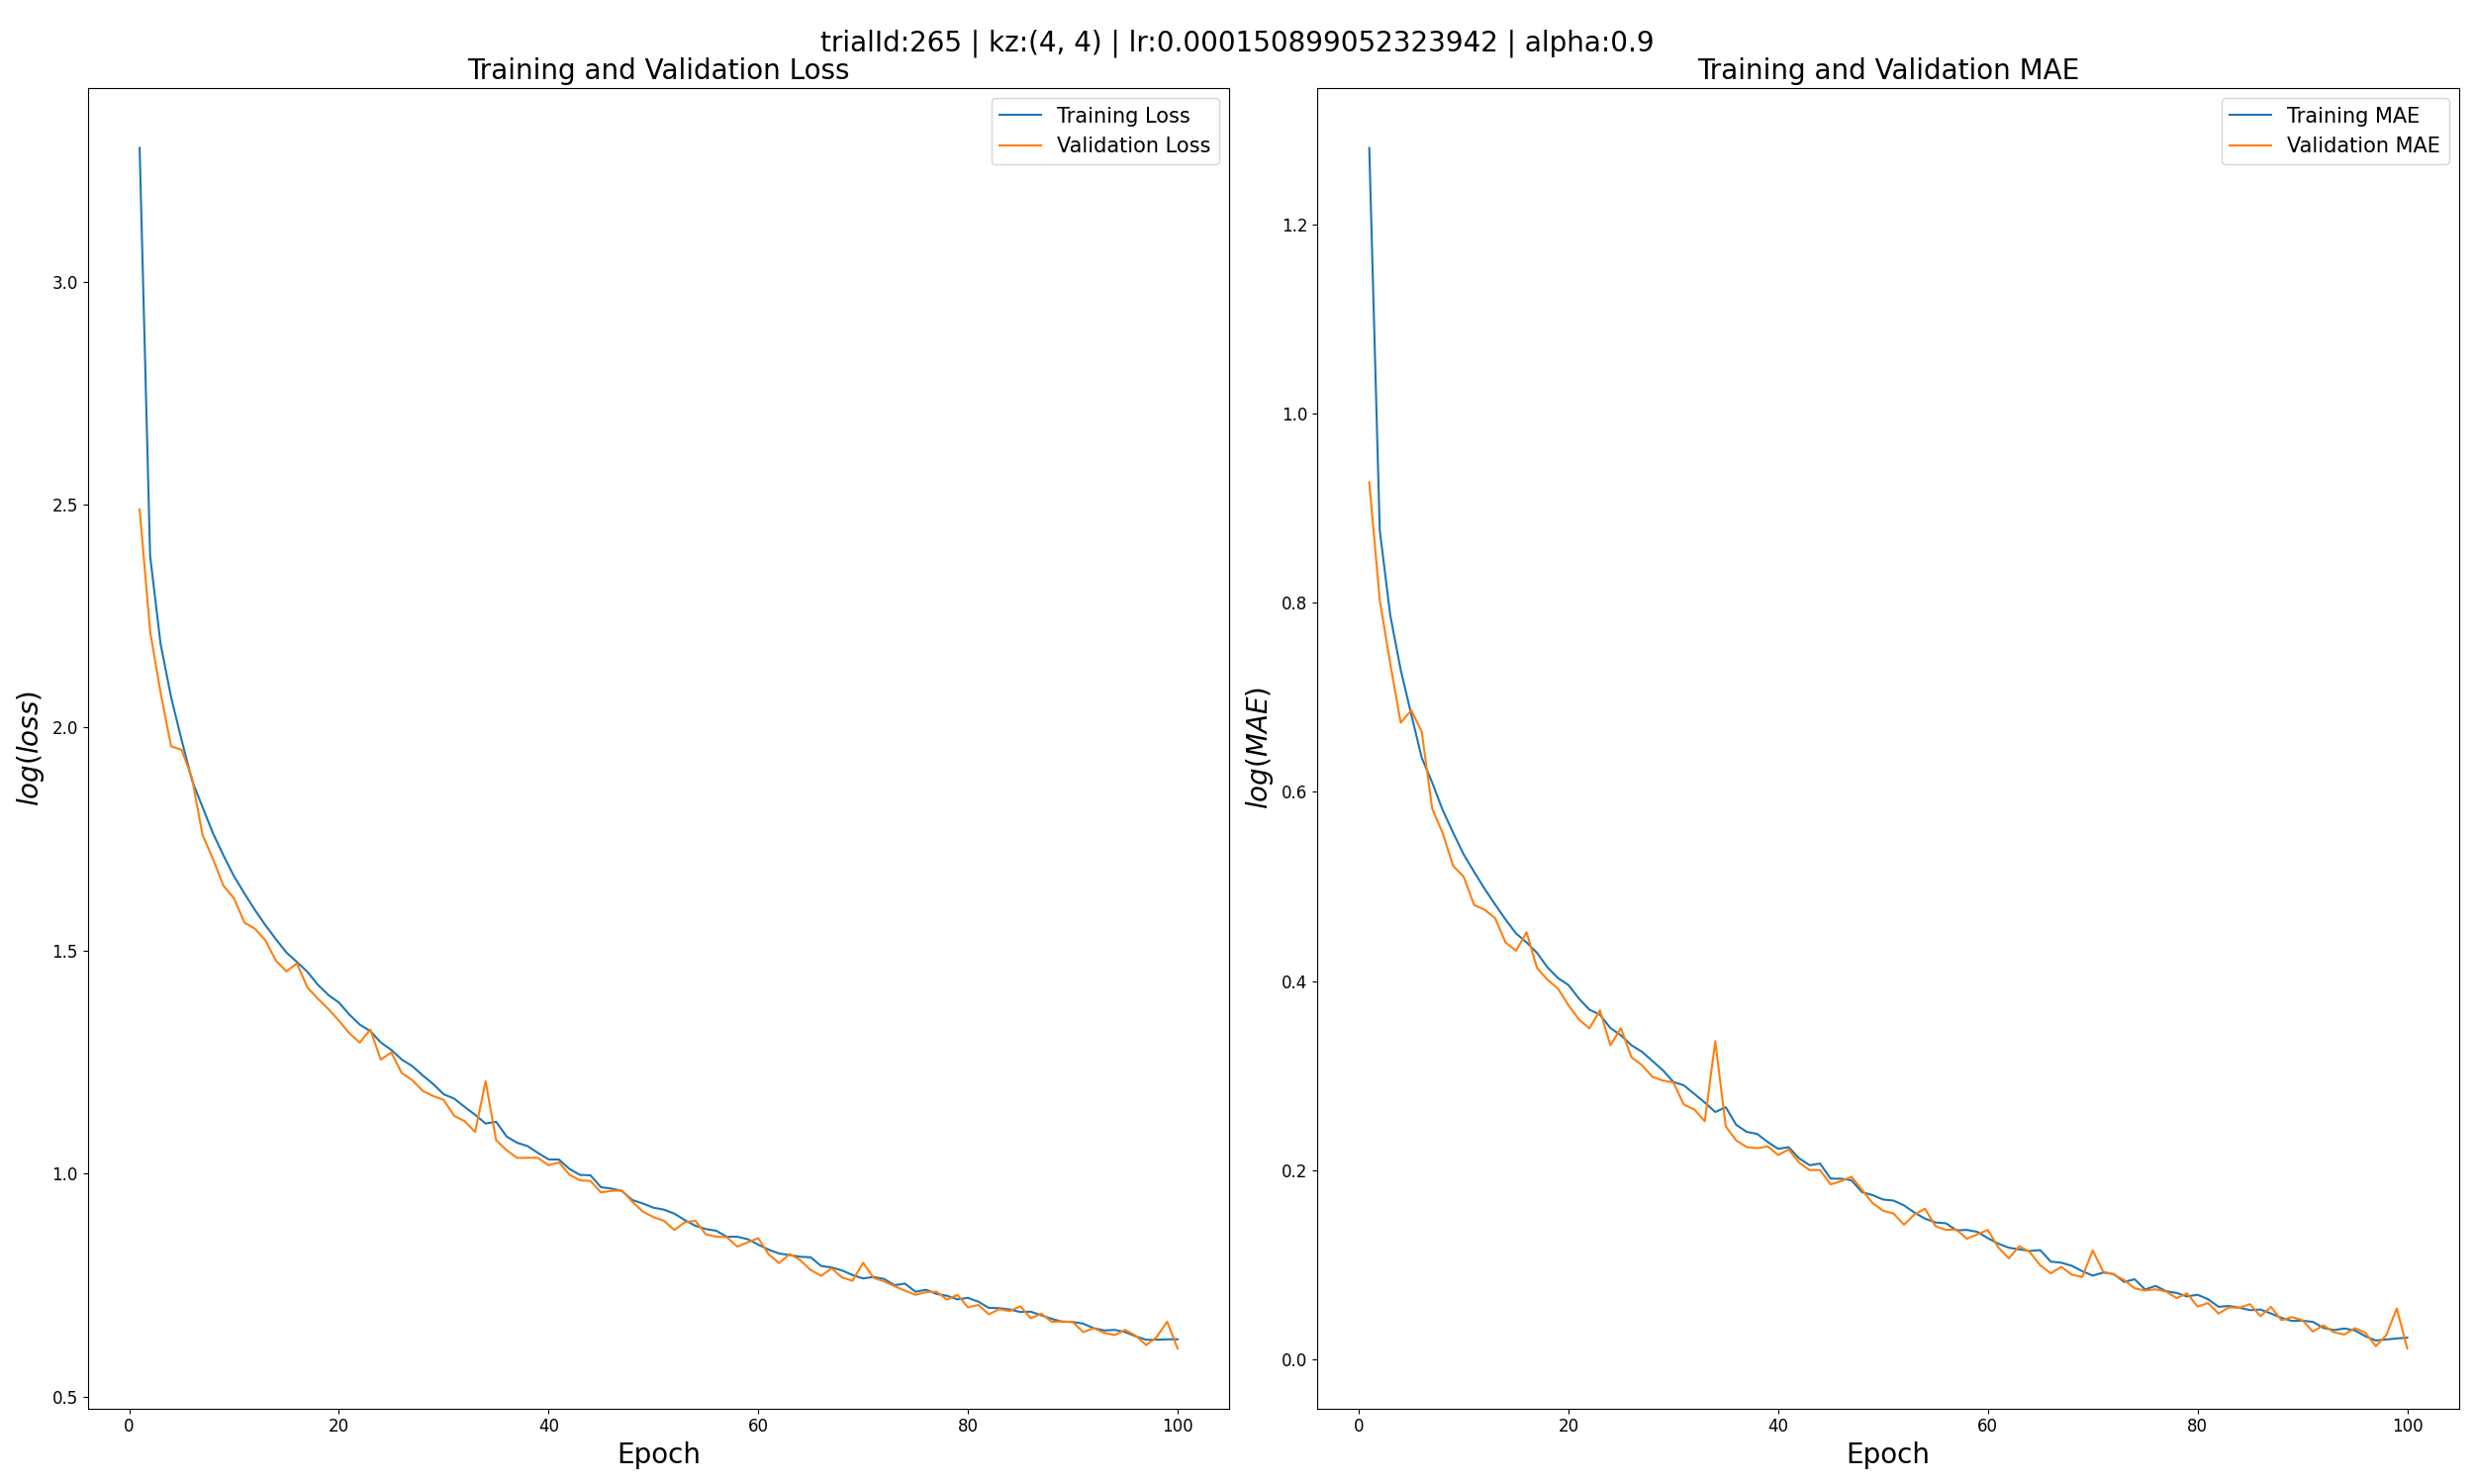 trialId:265 | kz:(4, 4) | lr:0.000150899052323942 | alpha:0.9
Training and Validation Loss
Training Loss
Validation Loss
3.0
2.5
2.0
1.5
1.0
0.5
log(loss)
0 20 40 60 80 100
Epoch
Training and Validation MAE
Training MAE
Validation MAE
1.2
1.0
0.8
0.6
0.4
0.2
0.0
log(MAE)
0 20 40 60 80 100
Epoch